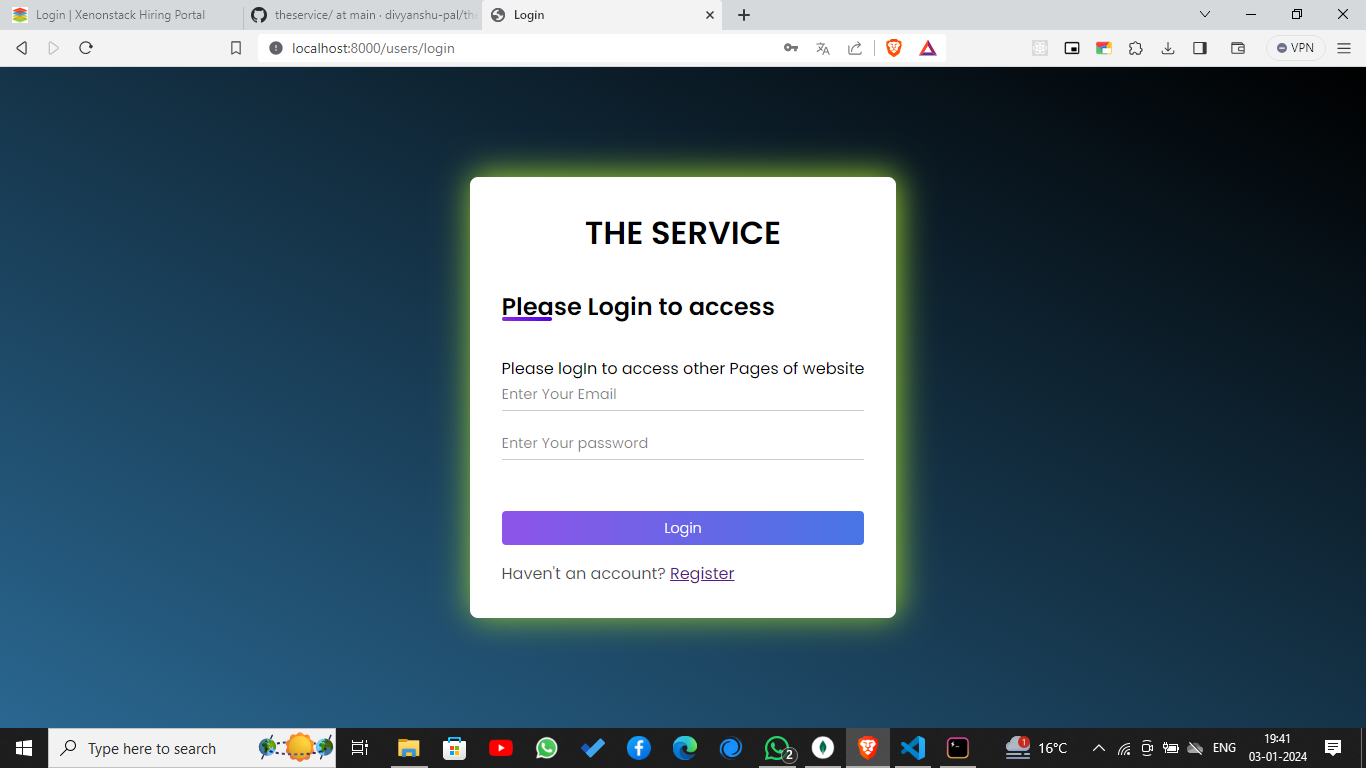 Login | Xenonstack Hiring Portal
theservice/ at main · divyanshu-pal/the
Login
localhost:8000/users/login
VPN
THE SERVICE
Please Login to access
Please logIn to access other Pages of website
Enter Your Email
Enter Your password
Login
Haven't an account? Register
Type here to search
2
1
16°C
ENG
19:41
03-01-2024